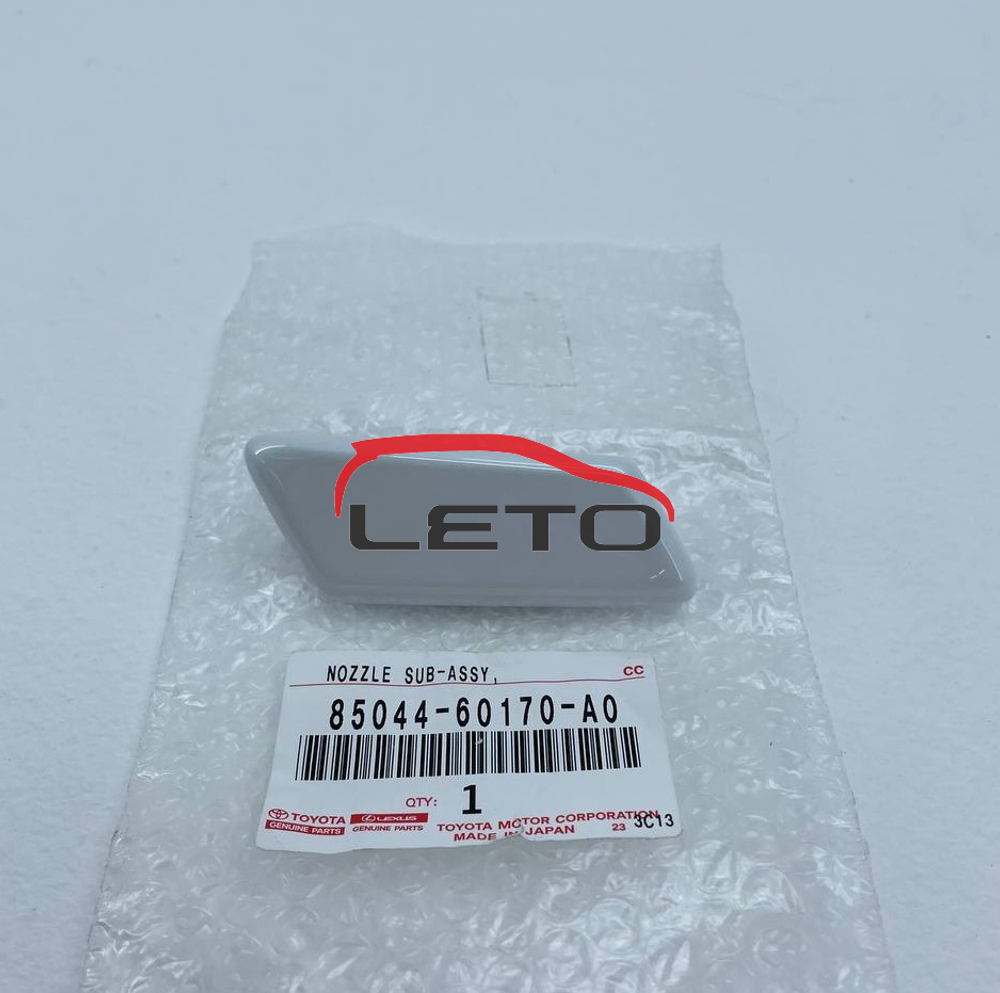 LETO
NOZZLE SUB-ASSY,
CC
85044-60170-A0
QTY: 1
TOYOTA
GENUINE PARTS
LEXUS
GENUINE PARTS
TOYOTA MOTOR CORPORATION
MADE IN JAPAN
23
3C13